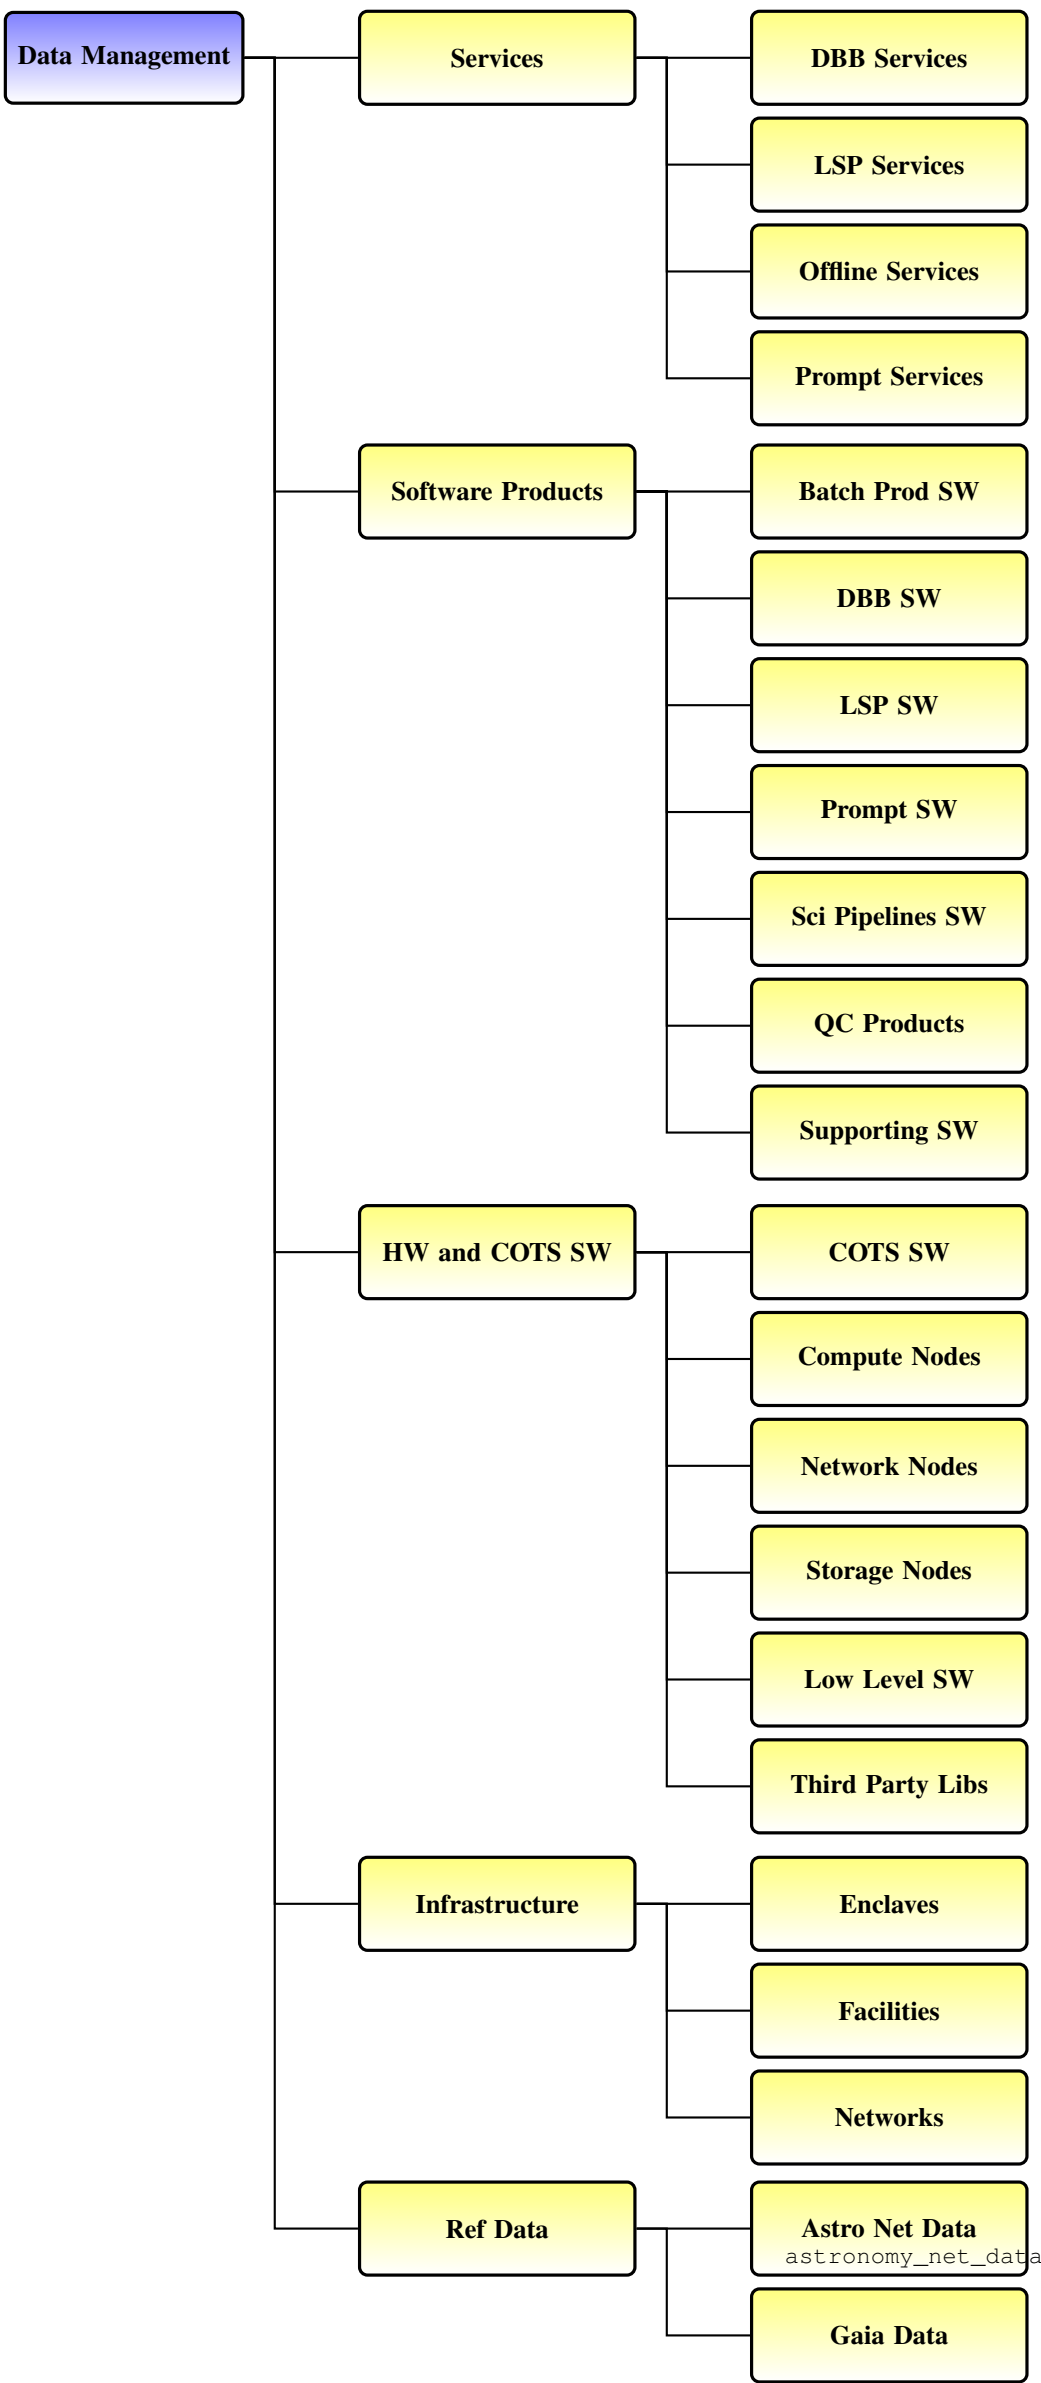 Data Management
Services
DBB Services
LSP Services
Offline Services
Prompt Services
Software Products
Batch Prod SW
DBB SW
LSP SW
Prompt SW
Sci Pipelines SW
QC Products
Supporting SW
HW and COTS SW
COTS SW
Compute Nodes
Network Nodes
Storage Nodes
Low Level SW
Third Party Libs
Infrastructure
Enclaves
Facilities
Networks
Ref Data
Astro Net Data
astronomy_net_data
Gaia Data